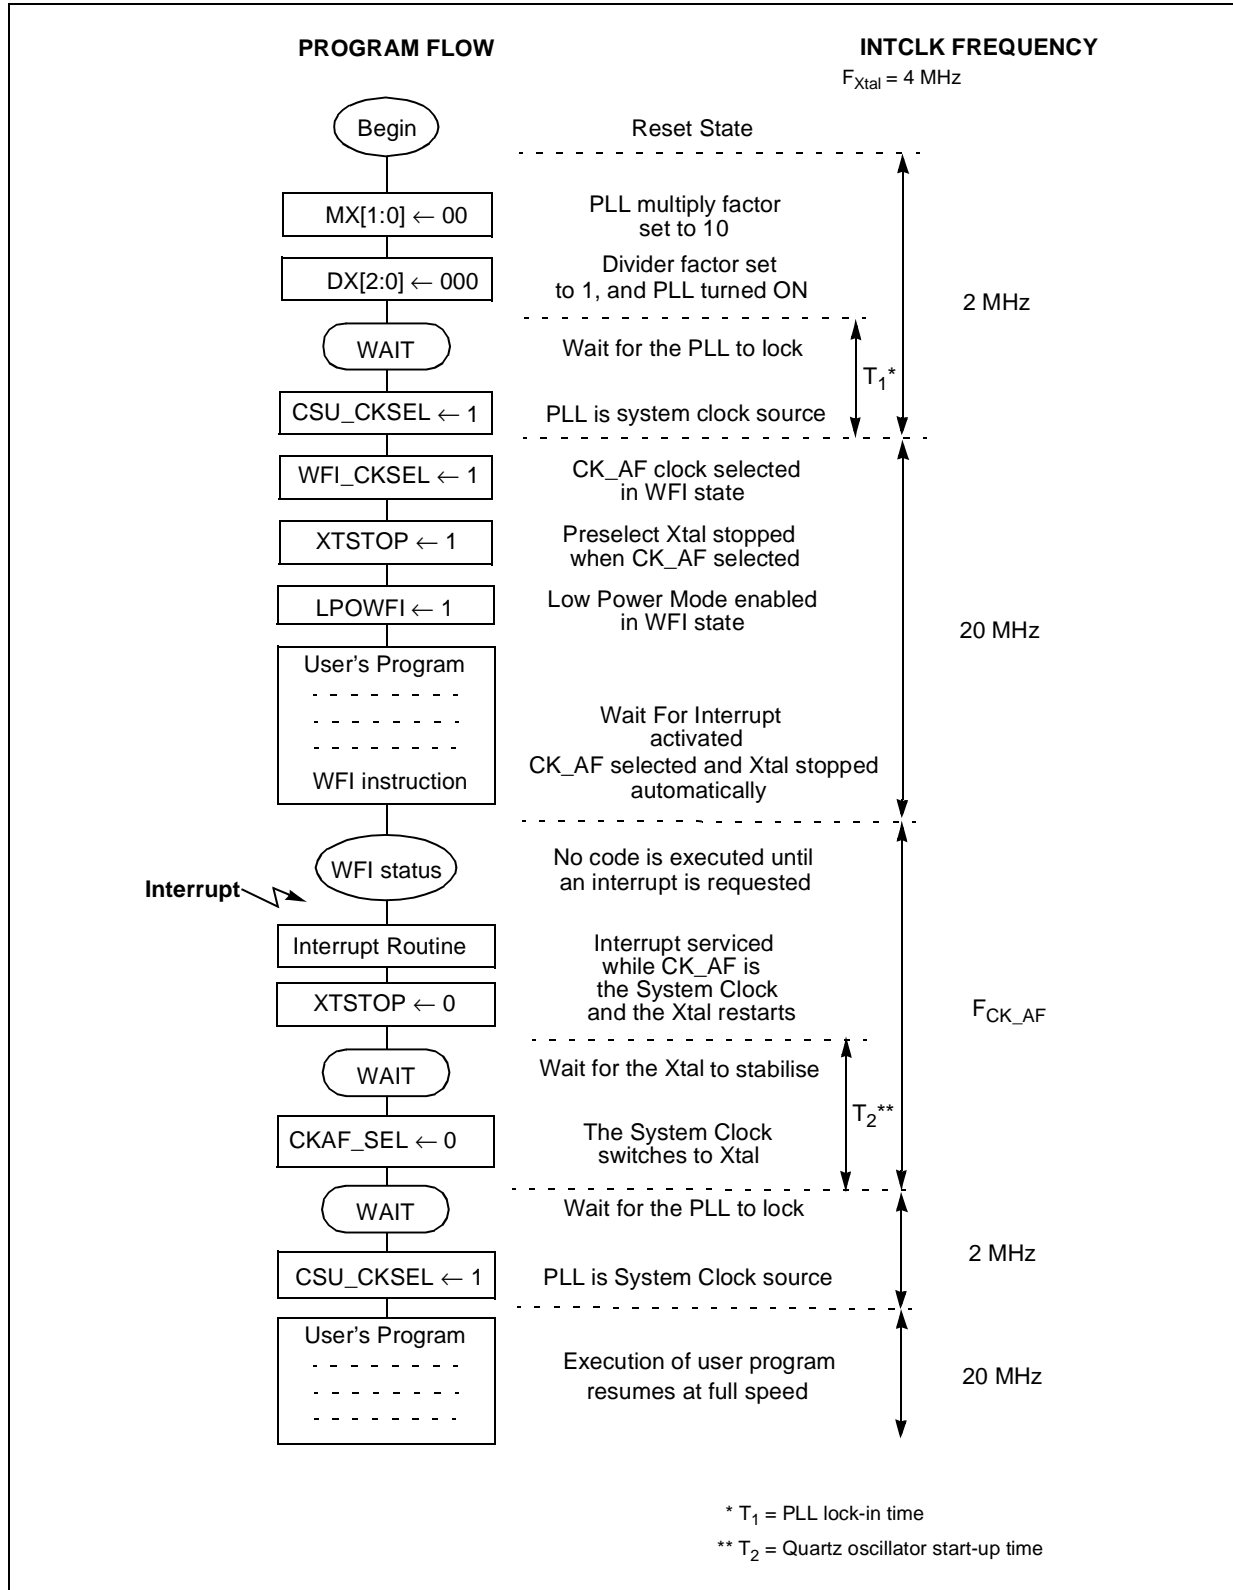 PROGRAM FLOW
INTCLK FREQUENCY
F_Xtal = 4 MHz
Begin
Reset State
MX[1:0] ← 00
PLL multiply factor
set to 10
DX[2:0] ← 000
Divider factor set
to 1, and PLL turned ON
2 MHz
WAIT
Wait for the PLL to lock
T_1*
CSU_CKSEL ← 1
PLL is system clock source
WFI_CKSEL ← 1
CK_AF clock selected
in WFI state
XTSTOP ← 1
Preselect Xtal stopped
when CK_AF selected
LPOWFI ← 1
Low Power Mode enabled
in WFI state
20 MHz
User's Program
Wait For Interrupt
activated
CK_AF selected and Xtal stopped
automatically
WFI instruction
WFI status
No code is executed until
an interrupt is requested
Interrupt
Interrupt Routine
Interrupt serviced
while CK_AF is
the System Clock
and the Xtal restarts
XTSTOP ← 0
F_CK_AF
WAIT
Wait for the Xtal to stabilise
T_2**
CKAF_SEL ← 0
The System Clock
switches to Xtal
WAIT
Wait for the PLL to lock
2 MHz
CSU_CKSEL ← 1
PLL is System Clock source
User's Program
Execution of user program
resumes at full speed
20 MHz
* T_1 = PLL lock-in time
** T_2 = Quartz oscillator start-up time